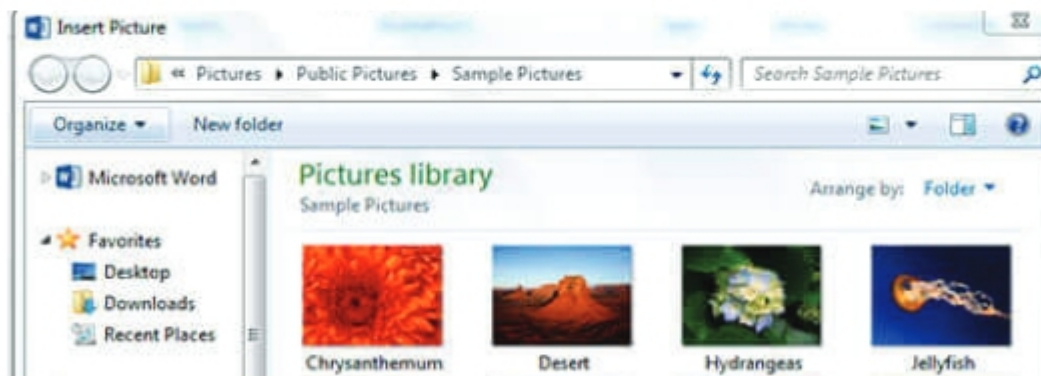 Insert Picture
« Pictures ▸ Public Pictures ▸ Sample Pictures
Search Sample Pictures
Organize
New folder
Microsoft Word
Favorites
Desktop
Downloads
Recent Places
Pictures library
Sample Pictures
Arrange by: Folder
Chrysanthemum
Desert
Hydrangeas
Jellyfish